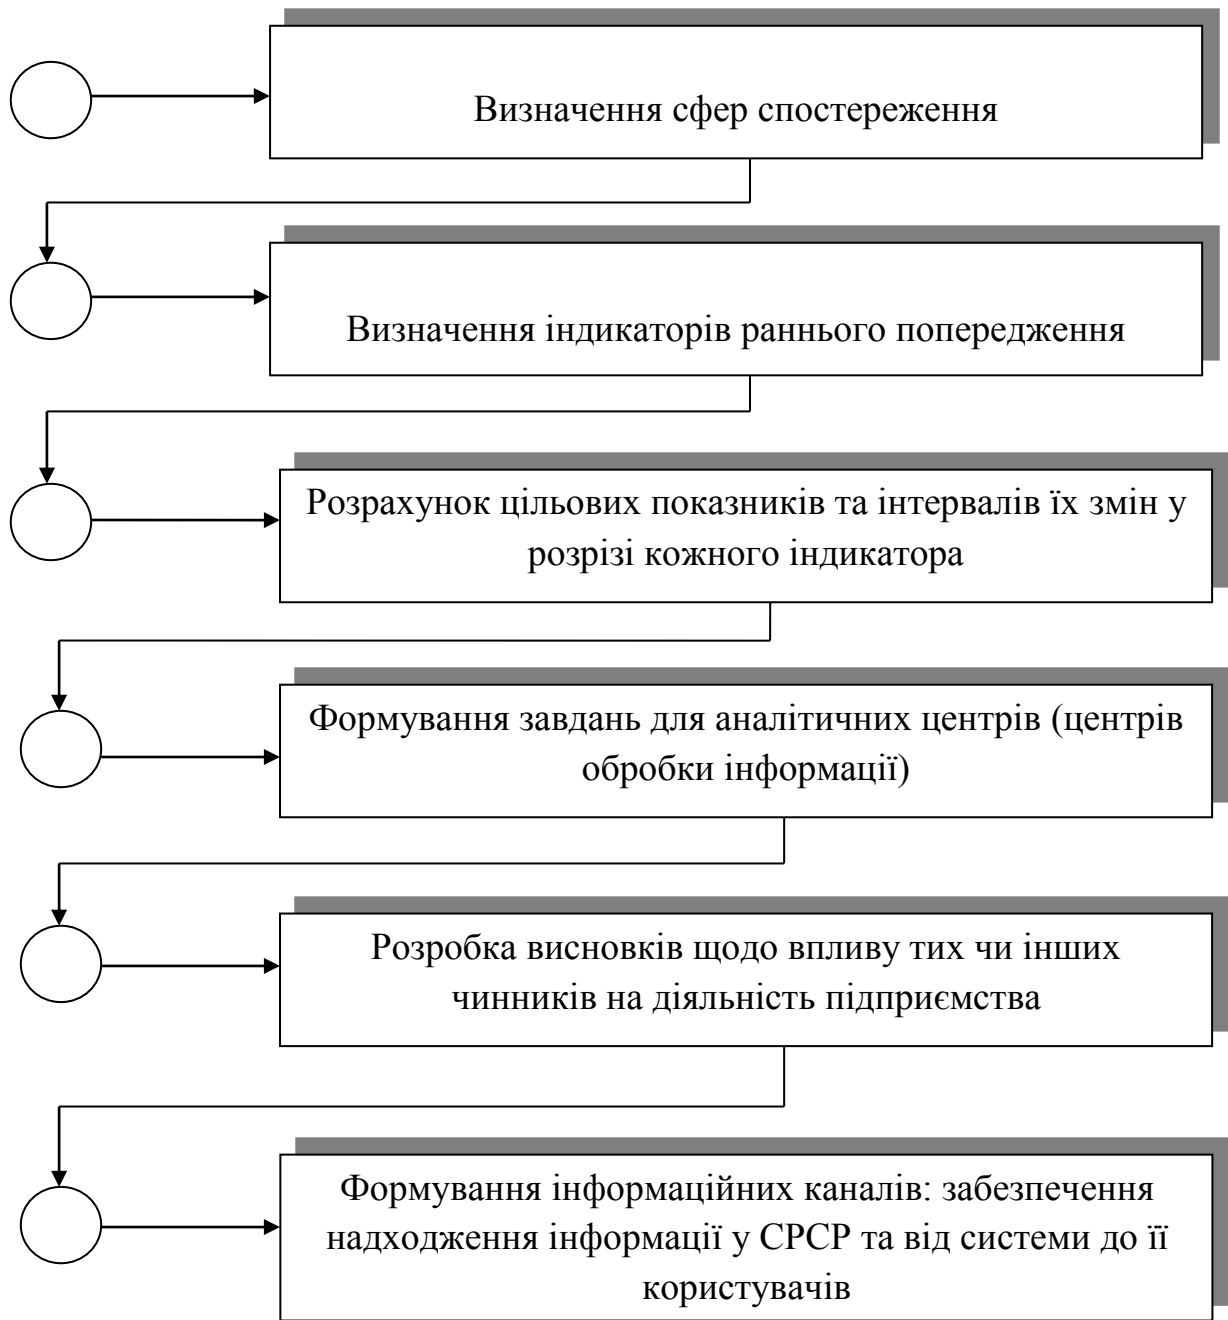 Визначення сфер спостереження
Визначення індикаторів раннього попередження
Розрахунок цільових показників та інтервалів їх змін у
розрізі кожного індикатора
Формування завдань для аналітичних центрів (центрів
обробки інформації)
Розробка висновків щодо впливу тих чи інших
чинників на діяльність підприємства
Формування інформаційних каналів: забезпечення
надходження інформації у СРСР та від системи до її
користувачів